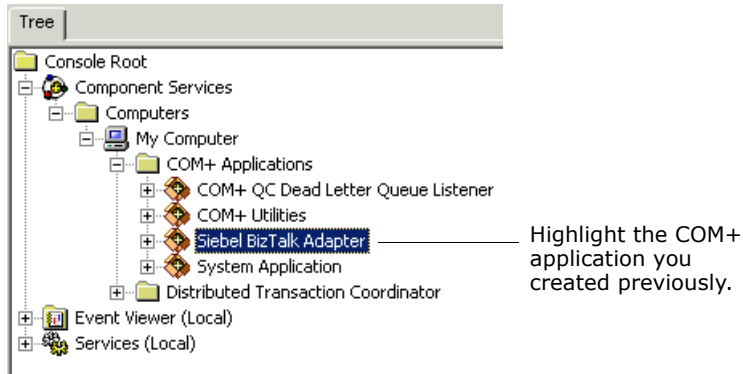 Tree
Console Root
Component Services
Computers
My Computer
COM+ Applications
COM+ QC Dead Letter Queue Listener
COM+ Utilities
Siebel BizTalk Adapter
System Application
Distributed Transaction Coordinator
Event Viewer (Local)
Services (Local)
Highlight the COM+
application you
created previously.